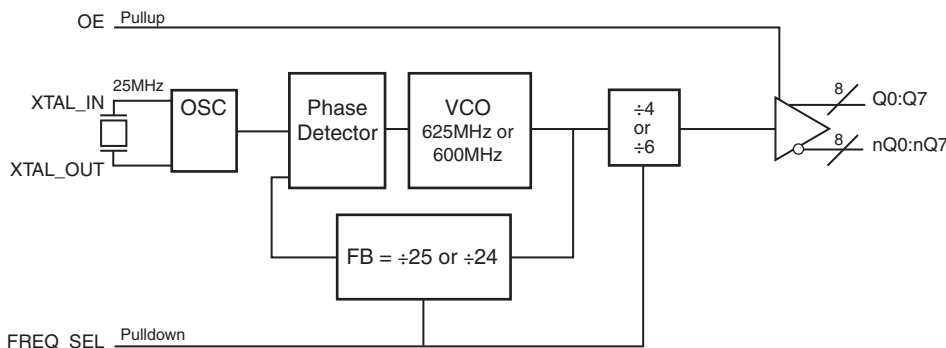 OE Pullup
25MHz
XTAL_IN
XTAL_OUT
OSC
Phase
Detector
VCO
625MHz or
600MHz
÷4
or
÷6
8
Q0:Q7
8
nQ0:nQ7
FB = ÷25 or ÷24
FREQ_SEL Pulldown